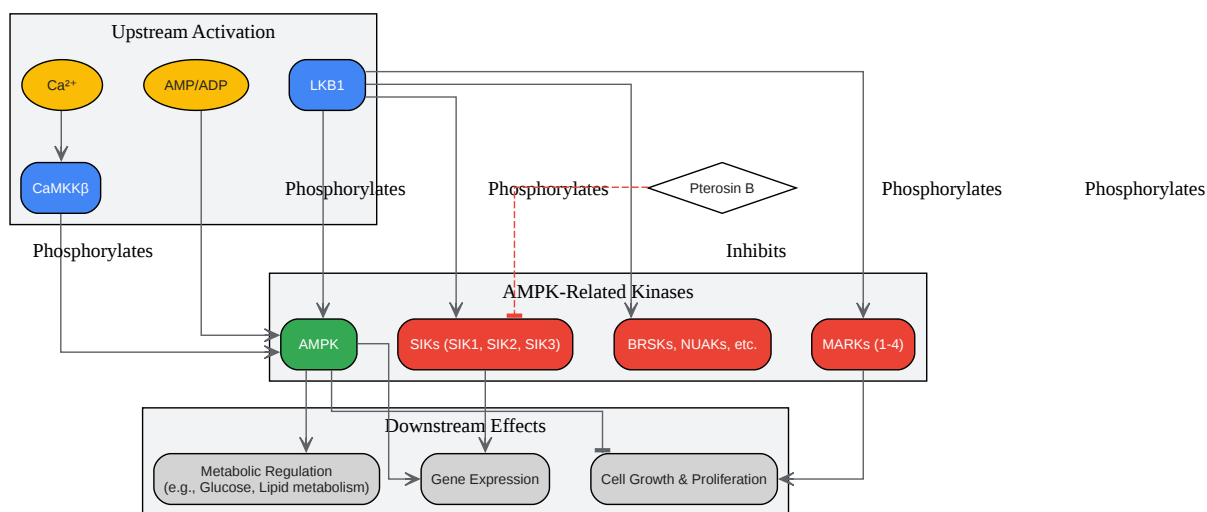 Upstream Activation
Ca²⁺
AMP/ADP
LKB1
CaMKKβ
Phosphorylates
Phosphorylates
Pterosin B
Phosphorylates
Phosphorylates
Phosphorylates
Inhibits
AMPK-Related Kinases
AMPK
SIKs (SIK1, SIK2, SIK3)
BRSKs, NUAKs, etc.
MARKs (1-4)
Downstream Effects
Metabolic Regulation
(e.g., Glucose, Lipid metabolism)
Gene Expression
Cell Growth & Proliferation